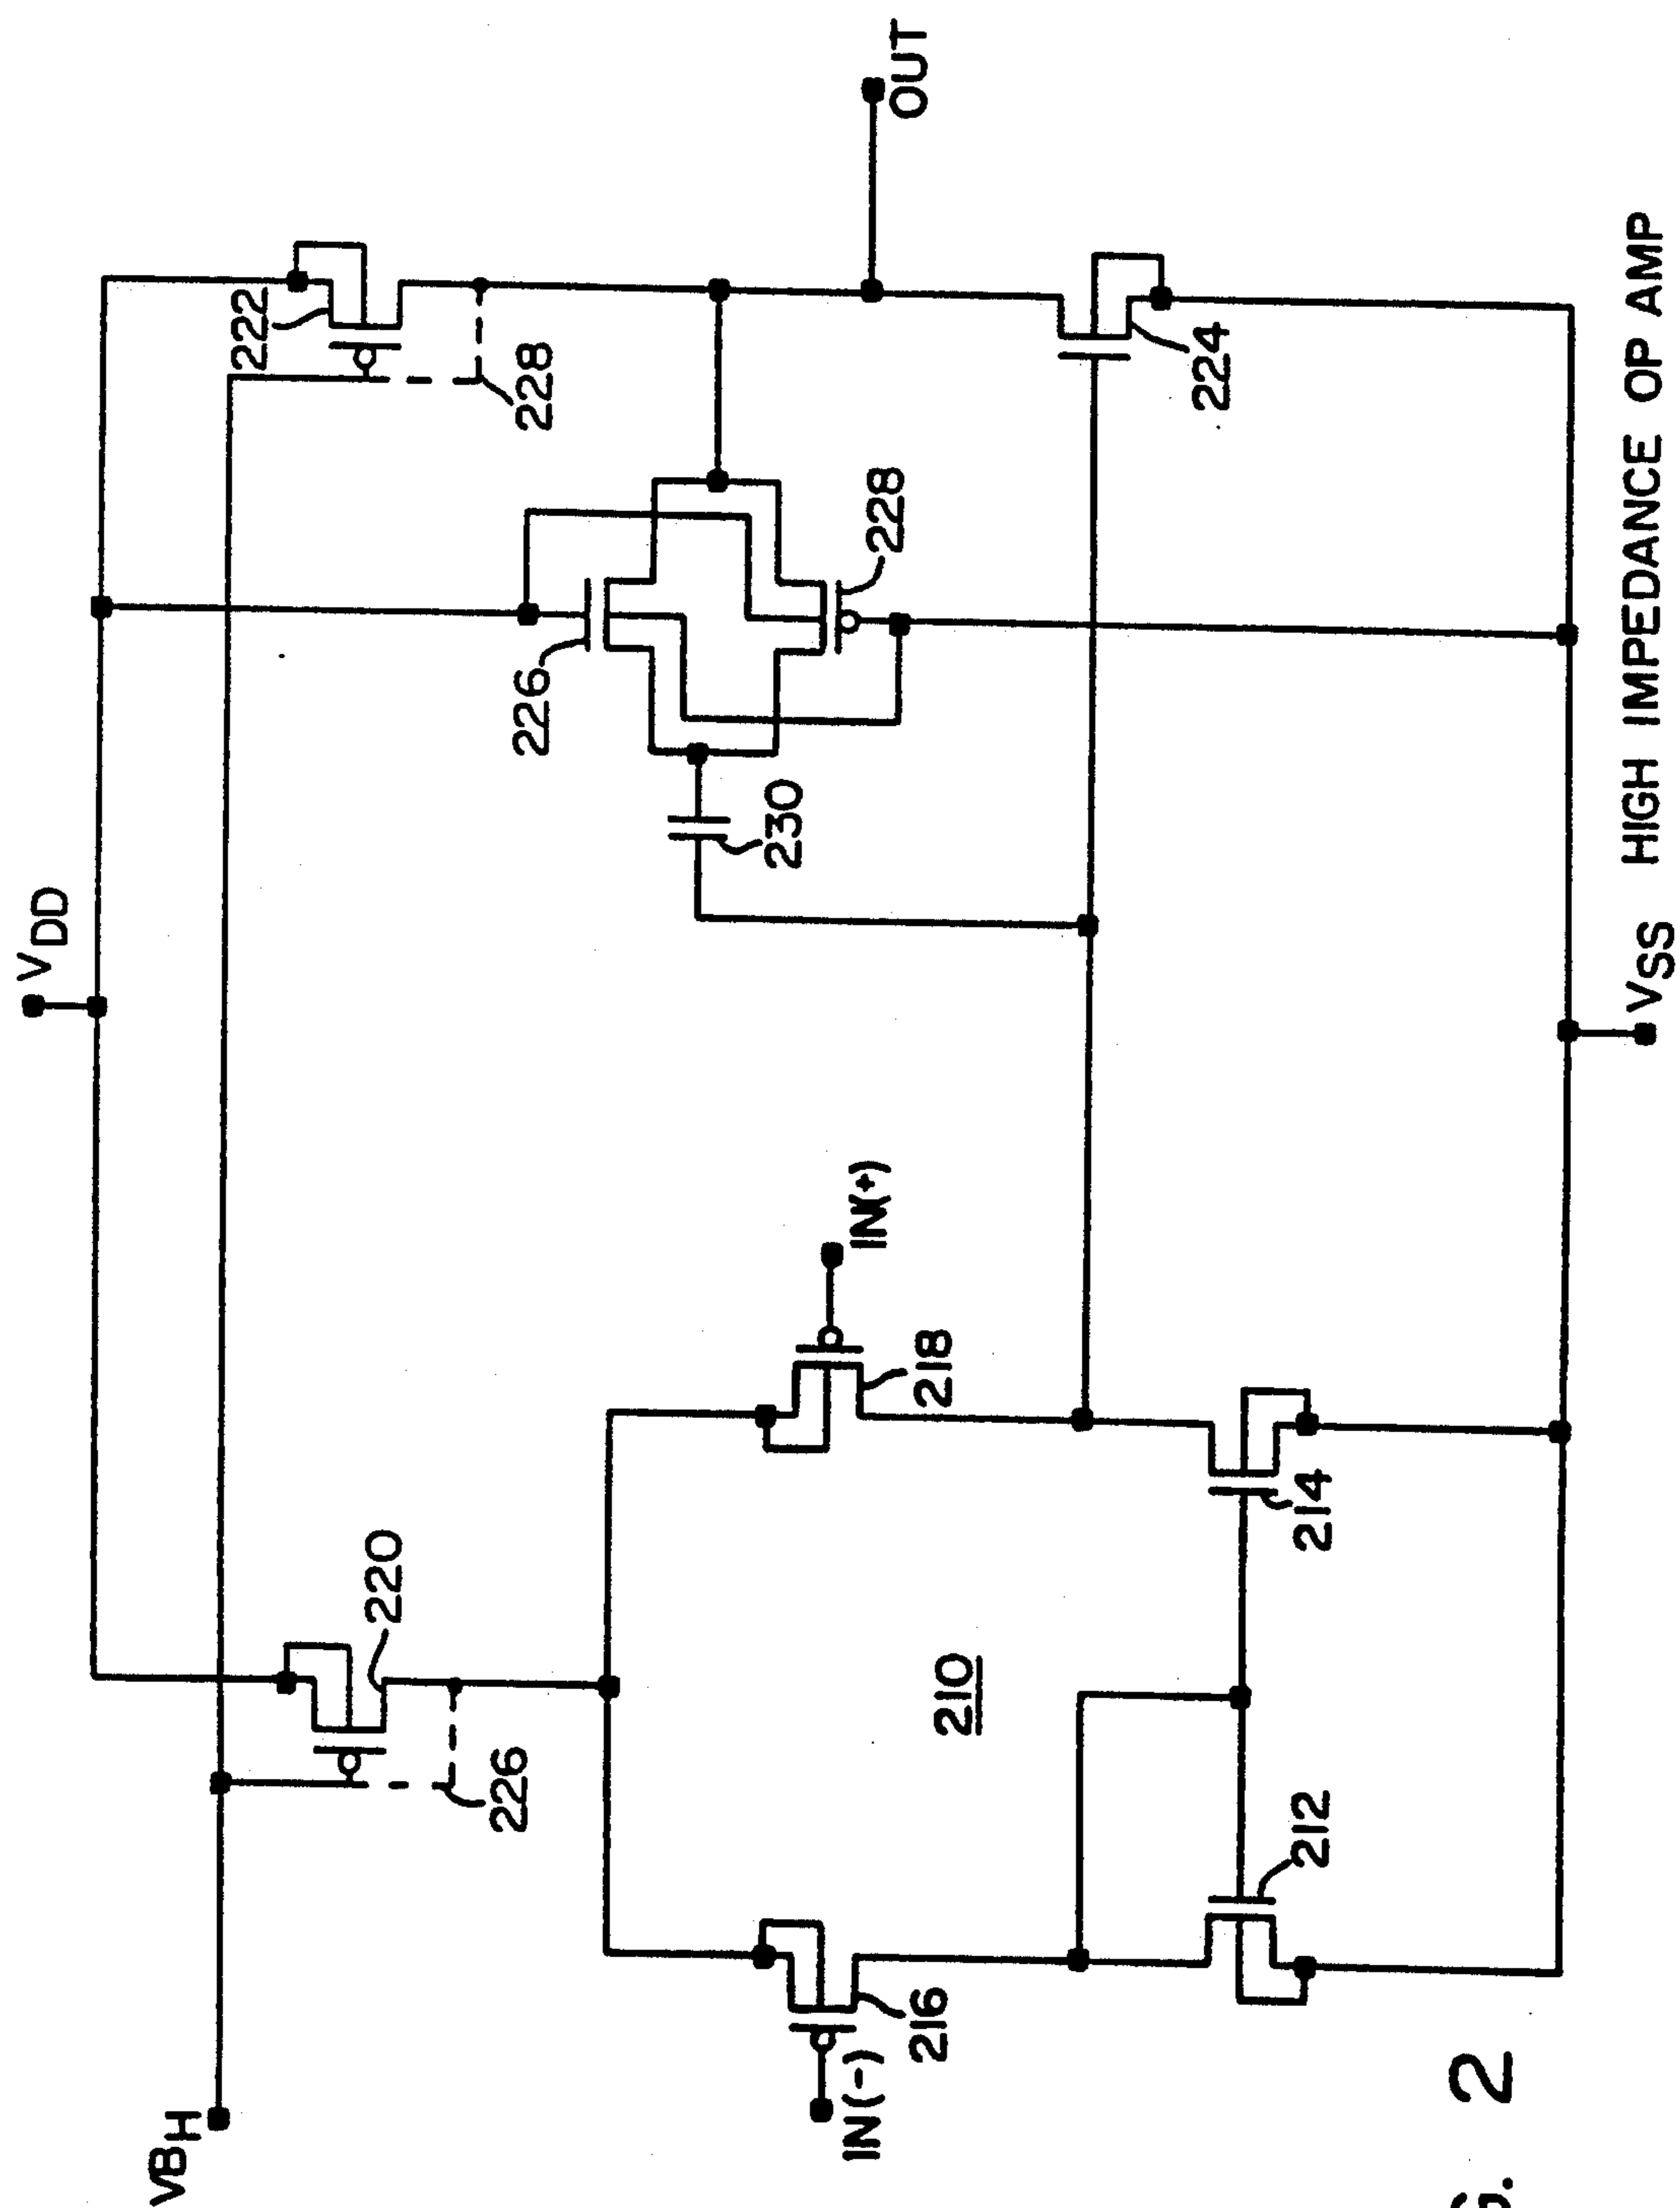 VDD
VBH
222
220
228
226
226
228
IN(-)
216
218
IN(+)
230
OUT
210
212
214
224
VSS
HIGH IMPEDANCE OP AMP
G. 2